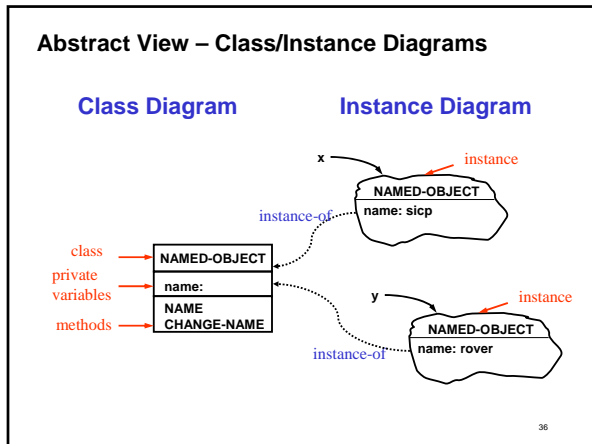 Abstract View – Class/Instance Diagrams
Class Diagram
Instance Diagram
x
instance
NAMED-OBJECT
name: sicp
instance-of
class
NAMED-OBJECT
private
variables
name:
methods
NAME
CHANGE-NAME
y
instance
NAMED-OBJECT
name: rover
instance-of
36